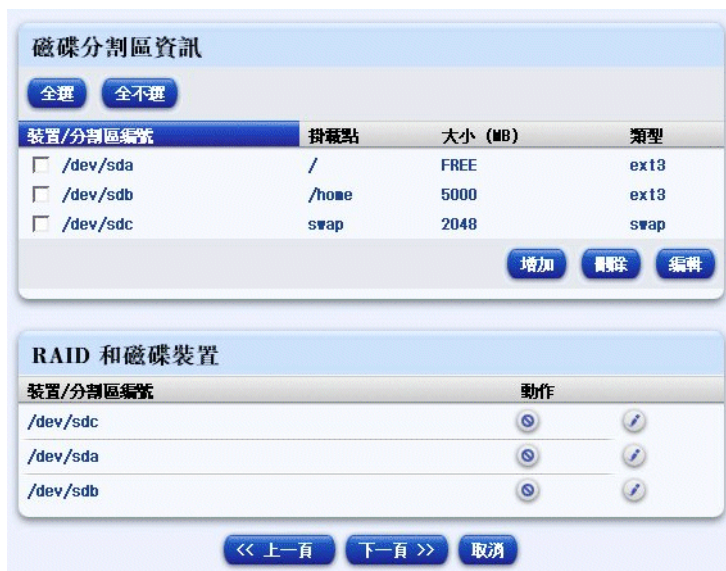 磁碟分割區資訊
全選 全不選
裝置/分割區編號 掛載點 大小 (MB) 類型
/dev/sda / FREE ext3
/dev/sdb /home 5000 ext3
/dev/sdc swap 2048 swap
增加 刪除 編輯
RAID 和磁碟裝置
裝置/分割區編號 動作
/dev/sdc
/dev/sda
/dev/sdb
<< 上一頁 下一頁 >> 取消